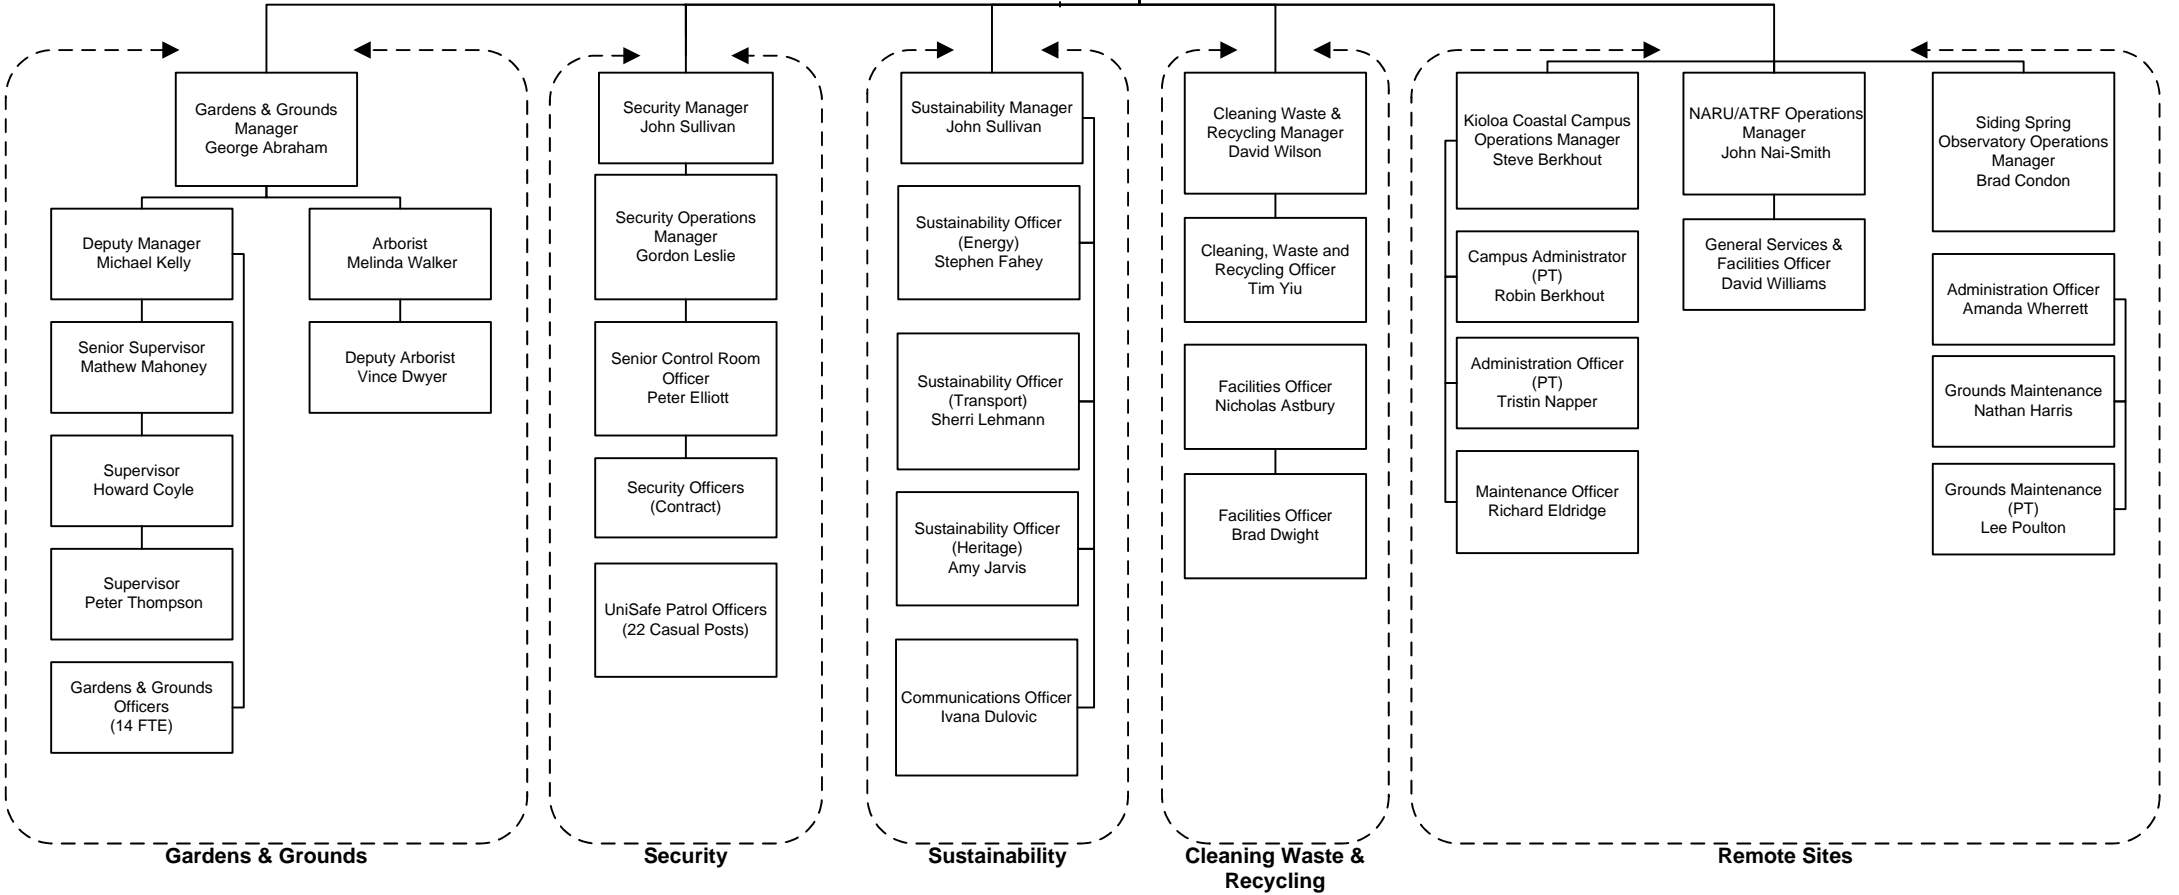 Gardens & Grounds
Manager
George Abraham
Deputy Manager
Michael Kelly
Senior Supervisor
Mathew Mahoney
Supervisor
Howard Coyle
Supervisor
Peter Thompson
Gardens & Grounds
Officers
(14 FTE)
Arborist
Melinda Walker
Deputy Arborist
Vince Dwyer
Gardens & Grounds
Security Manager
John Sullivan
Security Operations
Manager
Gordon Leslie
Senior Control Room
Officer
Peter Elliott
Security Officers
(Contract)
UniSafe Patrol Officers
(22 Casual Posts)
Security
Sustainability Manager
John Sullivan
Sustainability Officer
(Energy)
Stephen Fahey
Sustainability Officer
(Transport)
Sherri Lehmann
Sustainability Officer
(Heritage)
Amy Jarvis
Communications Officer
Ivana Dulovic
Sustainability
Cleaning Waste &
Recycling Manager
David Wilson
Cleaning, Waste and
Recycling Officer
Tim Yiu
Facilities Officer
Nicholas Astbury
Facilities Officer
Brad Dwight
Cleaning Waste &
Recycling
Kioloa Coastal Campus
Operations Manager
Steve Berkhout
Campus Administrator
(PT)
Robin Berkhout
Administration Officer
(PT)
Tristin Napper
Maintenance Officer
Richard Eldridge
NARU/ATRF Operations
Manager
John Nai-Smith
General Services &
Facilities Officer
David Williams
Siding Spring
Observatory Operations
Manager
Brad Condon
Administration Officer
Amanda Wherrett
Grounds Maintenance
Nathan Harris
Grounds Maintenance
(PT)
Lee Poulton
Remote Sites